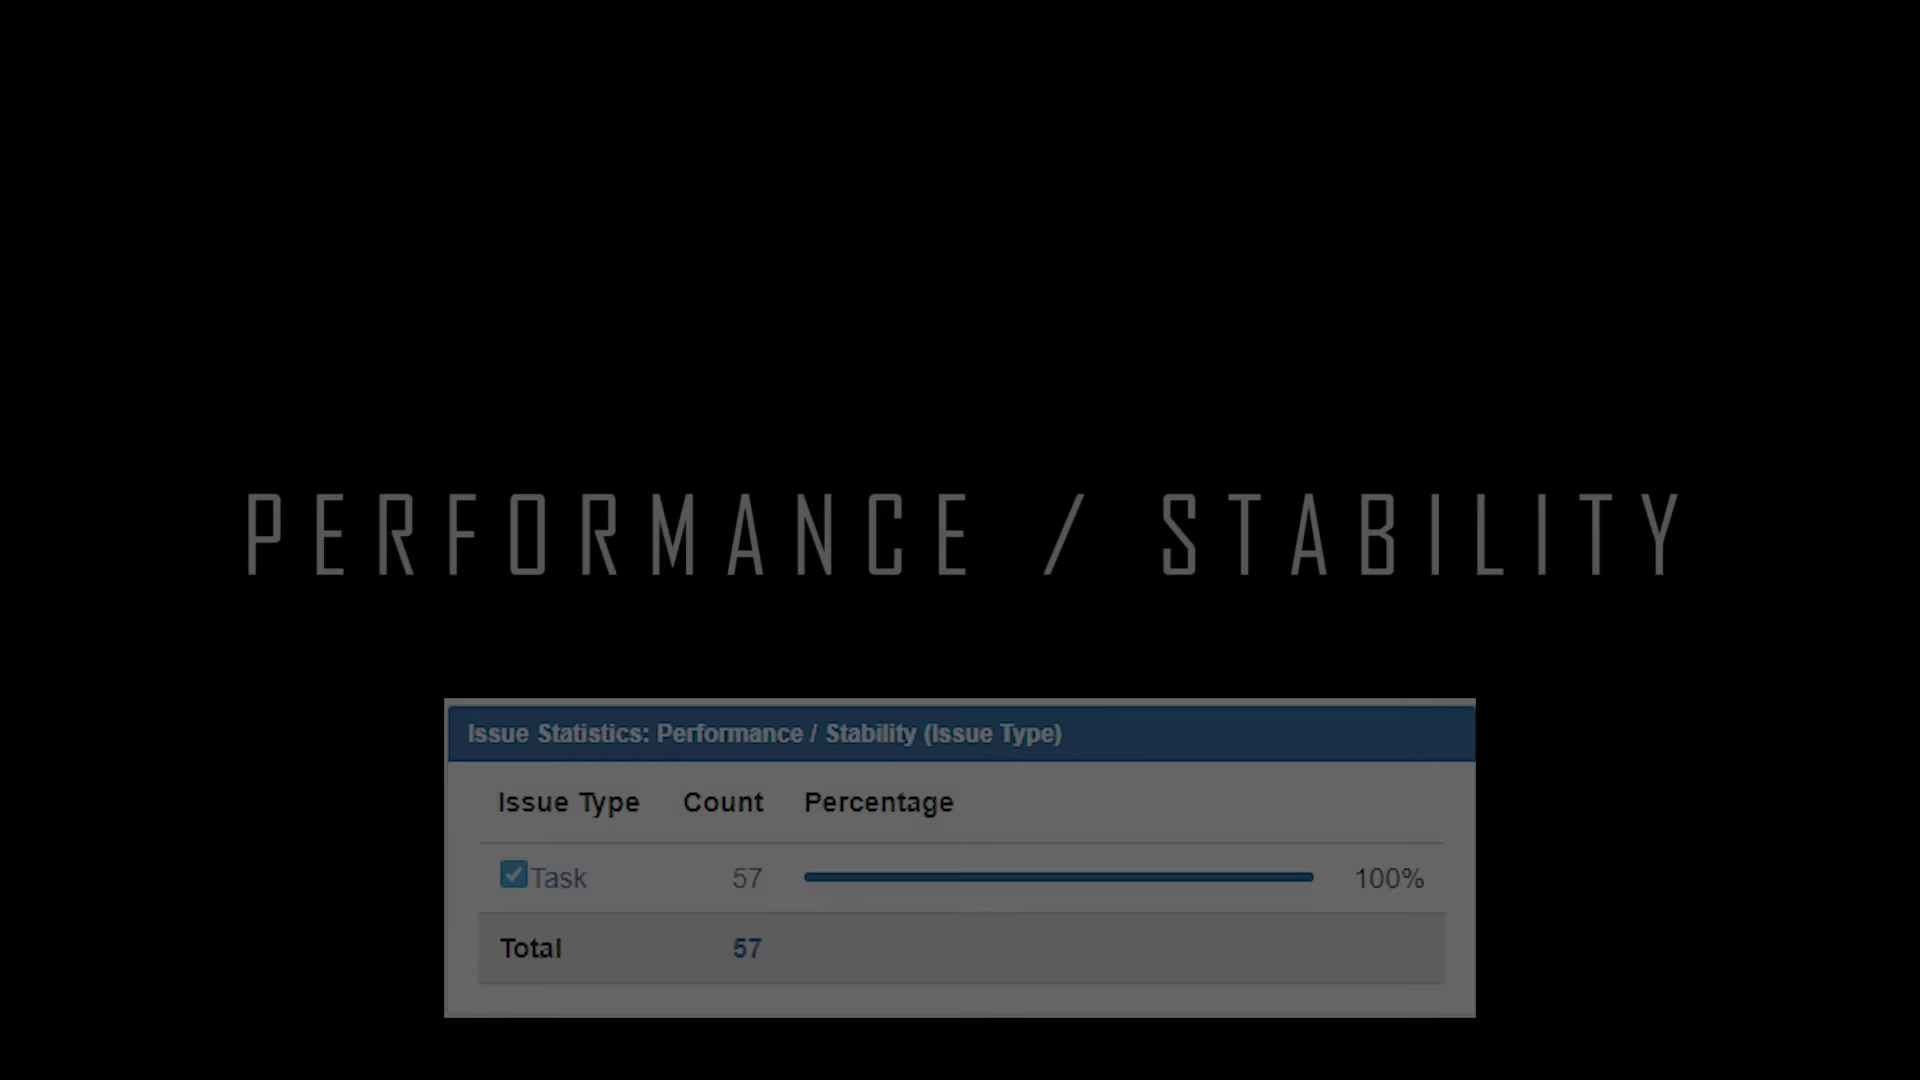 PERFORMANCE / STABILITY
Issue Statistics: Performance / Stability (Issue Type)
Issue Type Count Percentage
Task 57 100%
Total 57